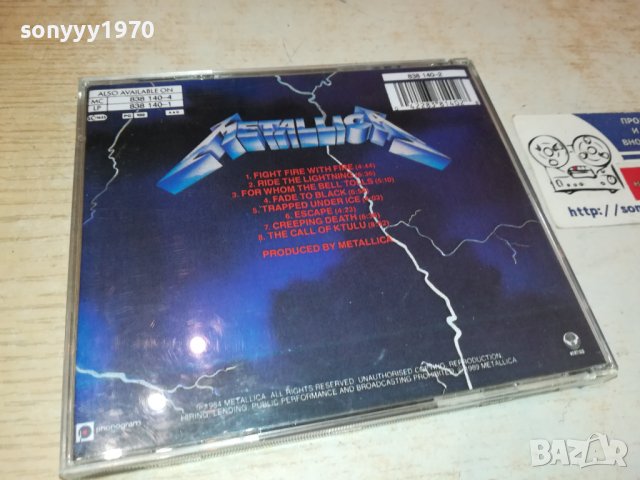 sonyyy1970
ALSO AVAILABLE ON
MC 838 140-4
LP 838 140-1
838 140-2
METALLICA
1. FIGHT FIRE WITH FIRE (4:44)
2. RIDE THE LIGHTNING (6:36)
3. FOR WHOM THE BELL TOLLS (5:10)
4. FADE TO BLACK
5. TRAPPED UNDER ICE
6. ESCAPE (4:23)
7. CREEPING DEATH
8. THE CALL OF KTULU
PRODUCED BY METALLICA
℗ 1984 METALLICA. ALL RIGHTS RESERVED. UNAUTHORISED COPYING, REPRODUCTION,
HIRING, LENDING, PUBLIC PERFORMANCE AND BROADCASTING PROHIBITED. 1989 METALLICA
phonogram
VERTIGO
ПРО
И
http://son
BAZAR